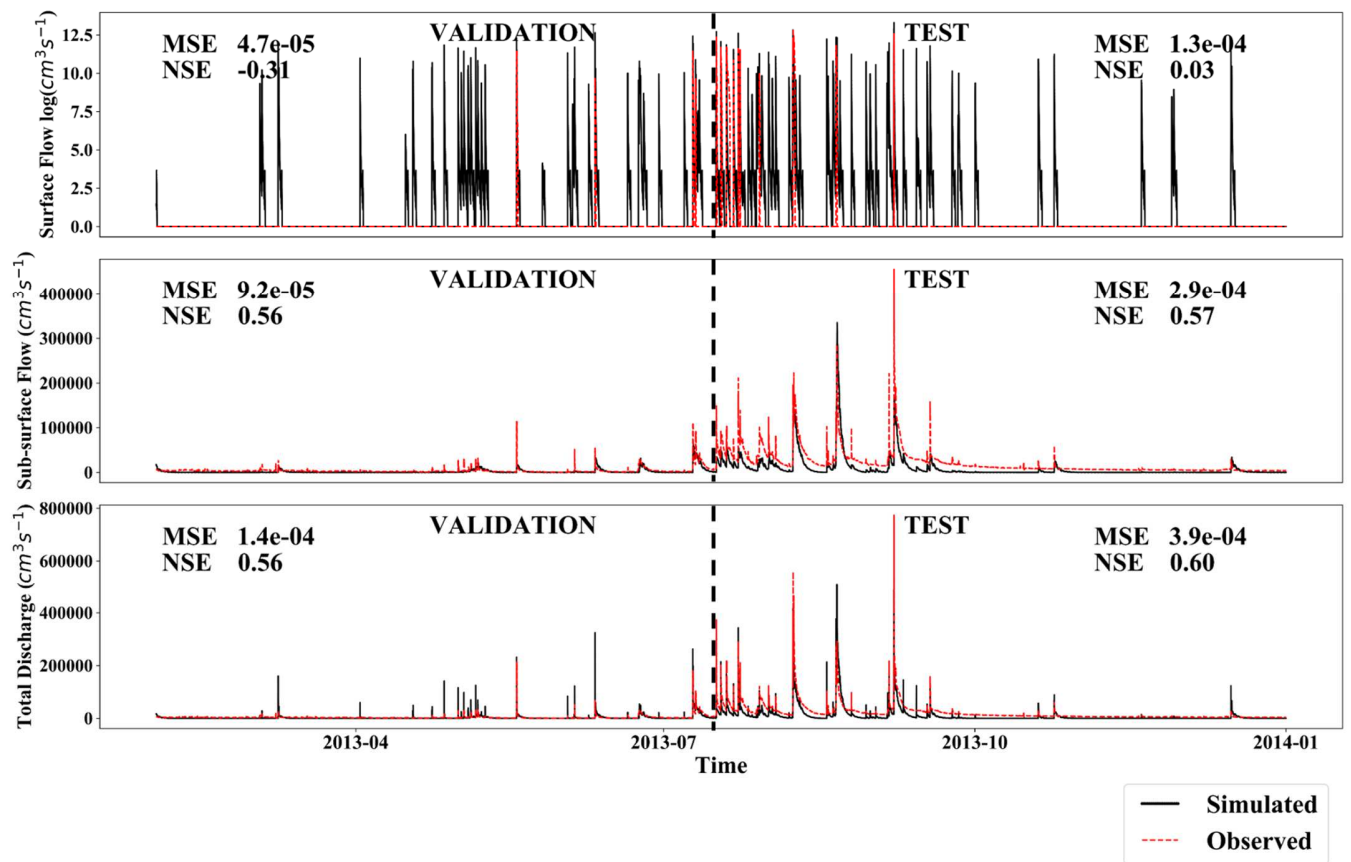 VALIDATION TEST
MSE 4.7e-05 MSE 1.3e-04
NSE -0.31 NSE 0.03
Surface Flow log(cm³s⁻¹)
12.5
10.0
7.5
5.0
2.5
0.0
VALIDATION TEST
MSE 9.2e-05 MSE 2.9e-04
NSE 0.56 NSE 0.57
Sub-surface Flow (cm³s⁻¹)
400000
300000
200000
100000
0
VALIDATION TEST
MSE 1.4e-04 MSE 3.9e-04
NSE 0.56 NSE 0.60
Total Discharge (cm³s⁻¹)
800000
600000
400000
200000
0
2013-04 2013-07 2013-10 2014-01
Time
Simulated
Observed